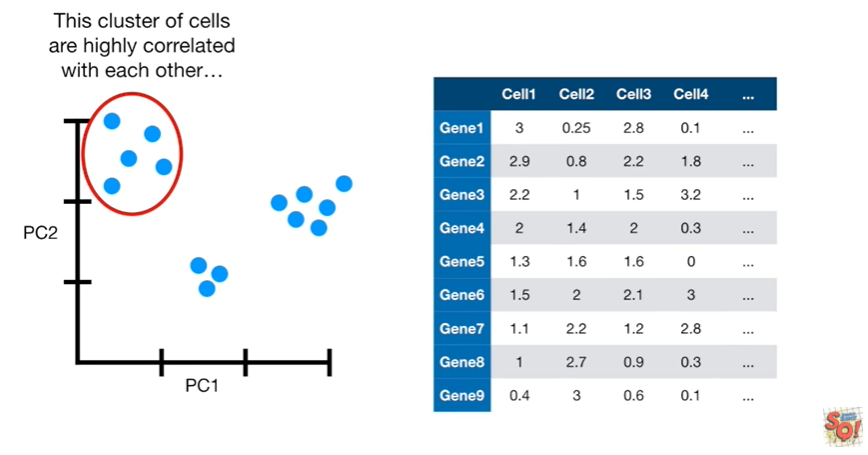 This cluster of cells
are highly correlated
with each other…
PC2
PC1
Cell1 Cell2 Cell3 Cell4 ...
Gene1 3 0.25 2.8 0.1 ...
Gene2 2.9 0.8 2.2 1.8 ...
Gene3 2.2 1 1.5 3.2 ...
Gene4 2 1.4 2 0.3 ...
Gene5 1.3 1.6 1.6 0 ...
Gene6 1.5 2 2.1 3 ...
Gene7 1.1 2.2 1.2 2.8 ...
Gene8 1 2.7 0.9 0.3 ...
Gene9 0.4 3 0.6 0.1 ...
SQ!